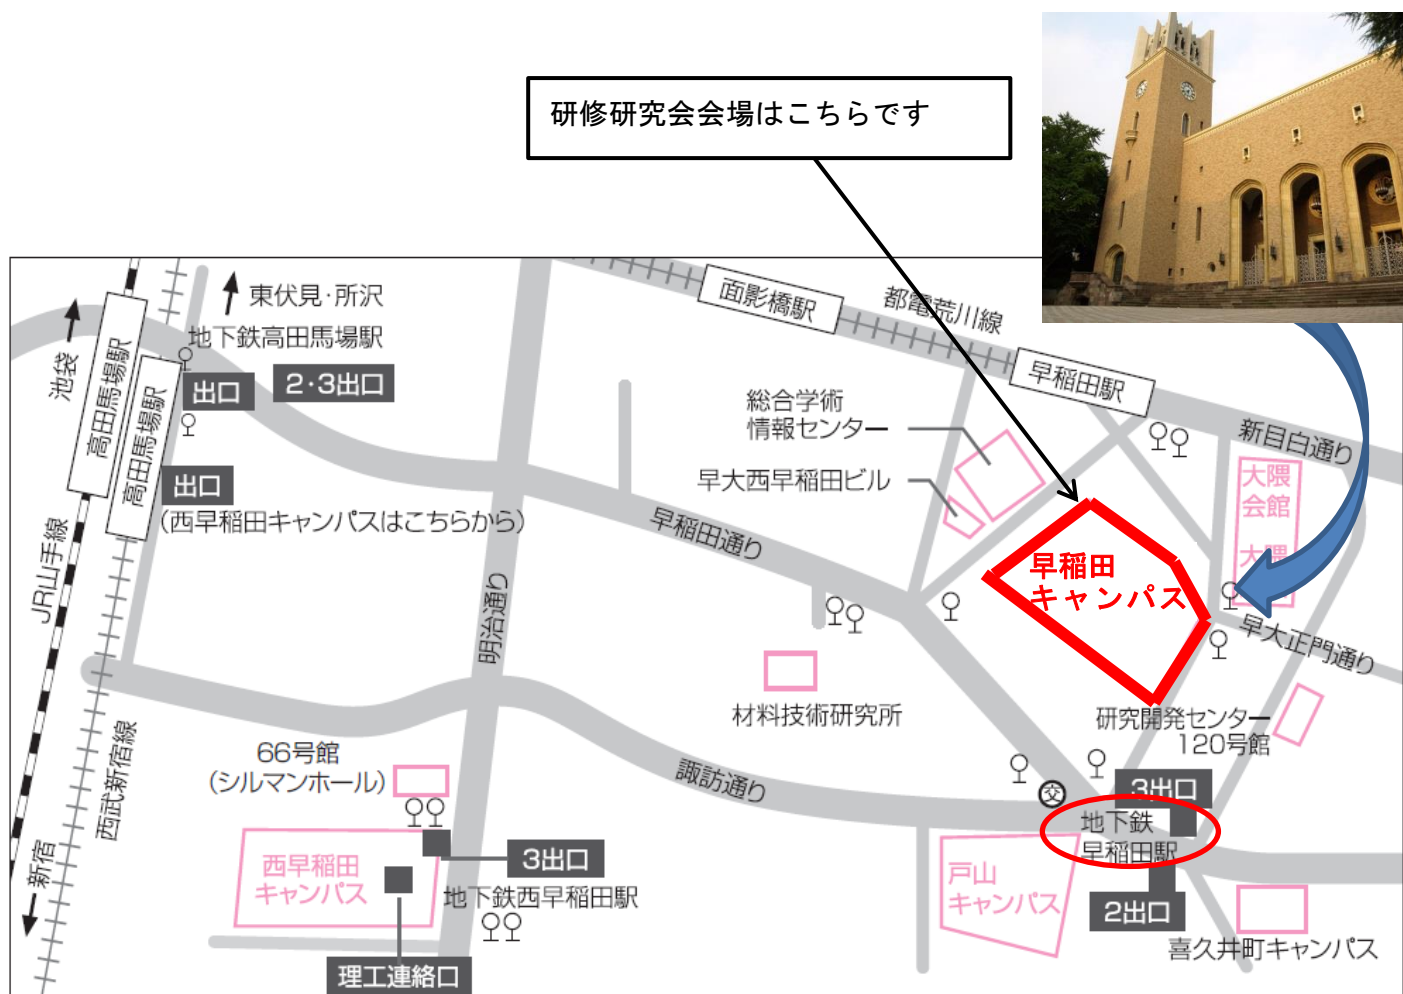 研修研究会会場はこちらです
東伏見・所沢
地下鉄高田馬場駅
池袋
高田馬場駅
高田馬場駅
出口
2・3出口
出口
(西早稲田キャンパスはこちらから)
面影橋駅
都電荒川線
早稲田駅
新目白通り
総合学術
情報センター
早大西早稲田ビル
大隈
会館
大隈
早稲田通り
早稲田
キャンパス
JR山手線
明治通り
早大正門通り
材料技術研究所
研究開発センター
120号館
西武新宿線
66号館
(シルマンホール)
諏訪通り
交
3出口
地下鉄
早稲田駅
2出口
新宿
西早稲田
キャンパス
3出口
地下鉄西早稲田駅
戸山
キャンパス
喜久井町キャンパス
理工連絡口